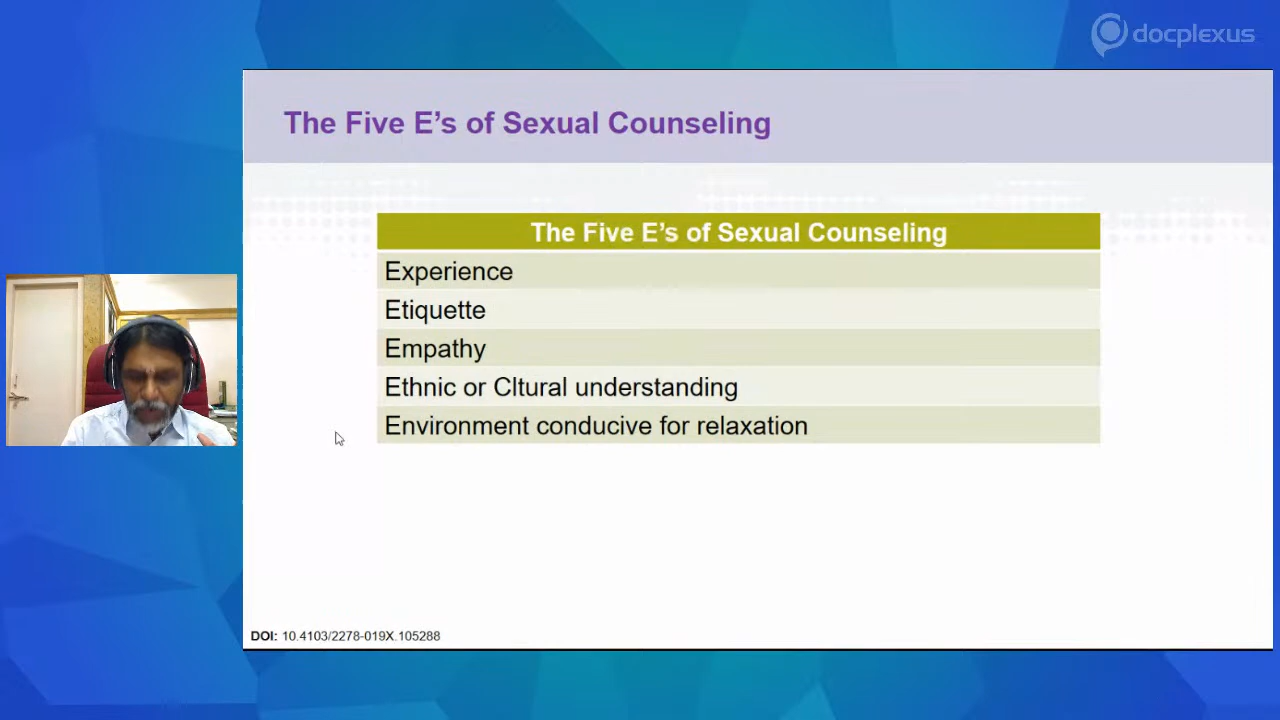 docplexus
The Five E's of Sexual Counseling
The Five E's of Sexual Counseling
Experience
Etiquette
Empathy
Ethnic or Cltural understanding
Environment conducive for relaxation
DOI: 10.4103/2278-019X.105288